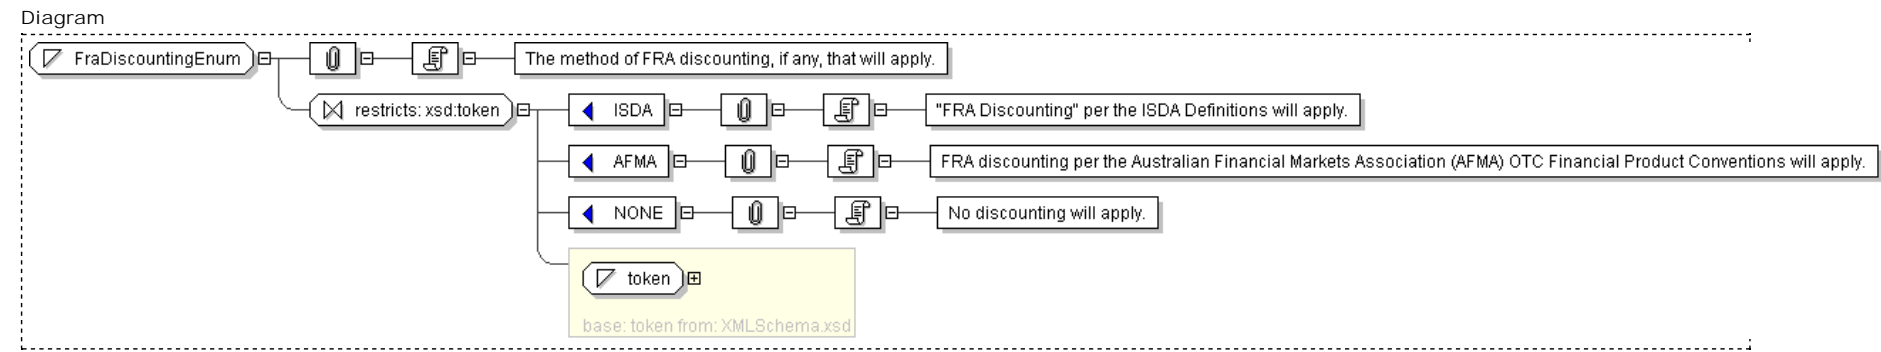 Diagram
FraDiscountingEnum
The method of FRA discounting, if any, that will apply.
restricts: xsd:token
ISDA
"FRA Discounting" per the ISDA Definitions will apply.
AFMA
FRA discounting per the Australian Financial Markets Association (AFMA) OTC Financial Product Conventions will apply.
NONE
No discounting will apply.
token
base: token from: XMLSchema.xsd